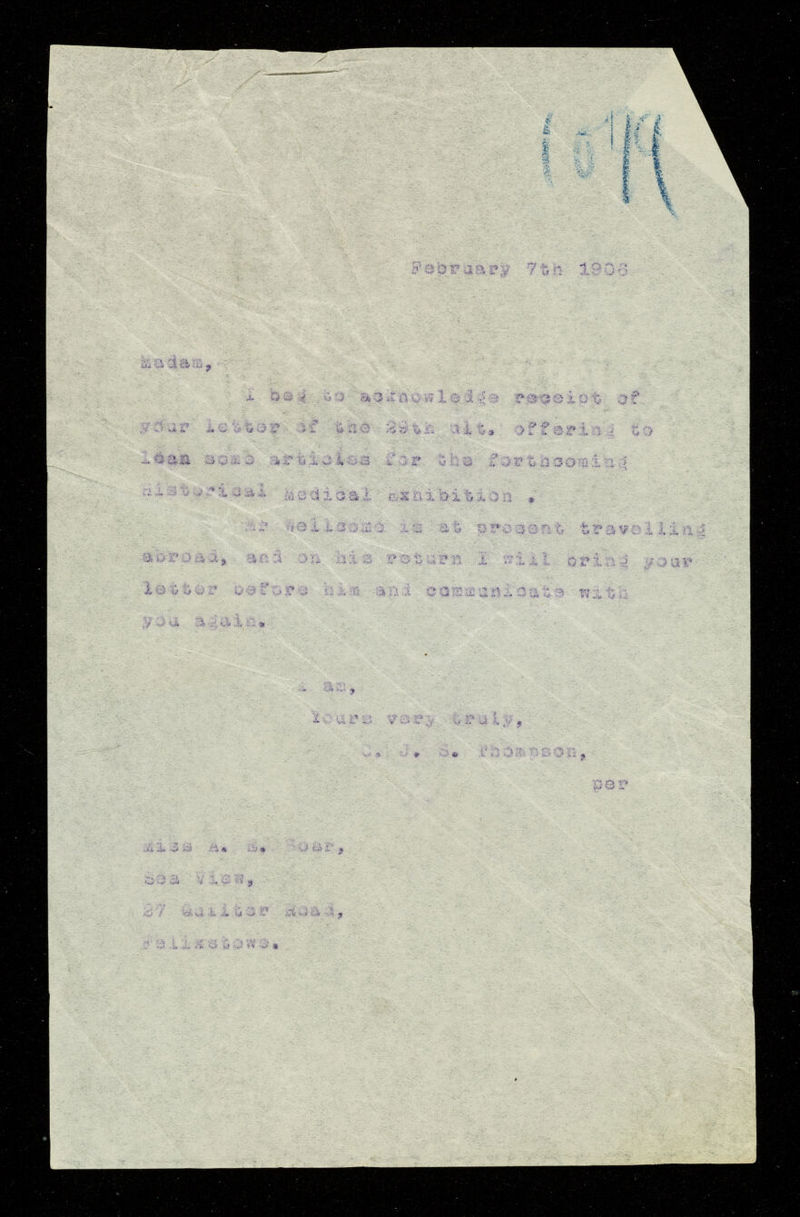 1079
February 7th 1906
Madam,
I beg to acknowledge receipt of
your letter of the 29th ult. offering to
loan some articles for the forthcoming
Historical Medical Exhibition .
Mr Wellcome is at present travelling
abroad, and on his return I will bring your
letter before him and communicate with
you again.
I am,
Yours very truly,
C. J. S. Thompson,
per
Miss A. M. Soar,
Sea View,
27 Quilter Road,
Felixstowe.